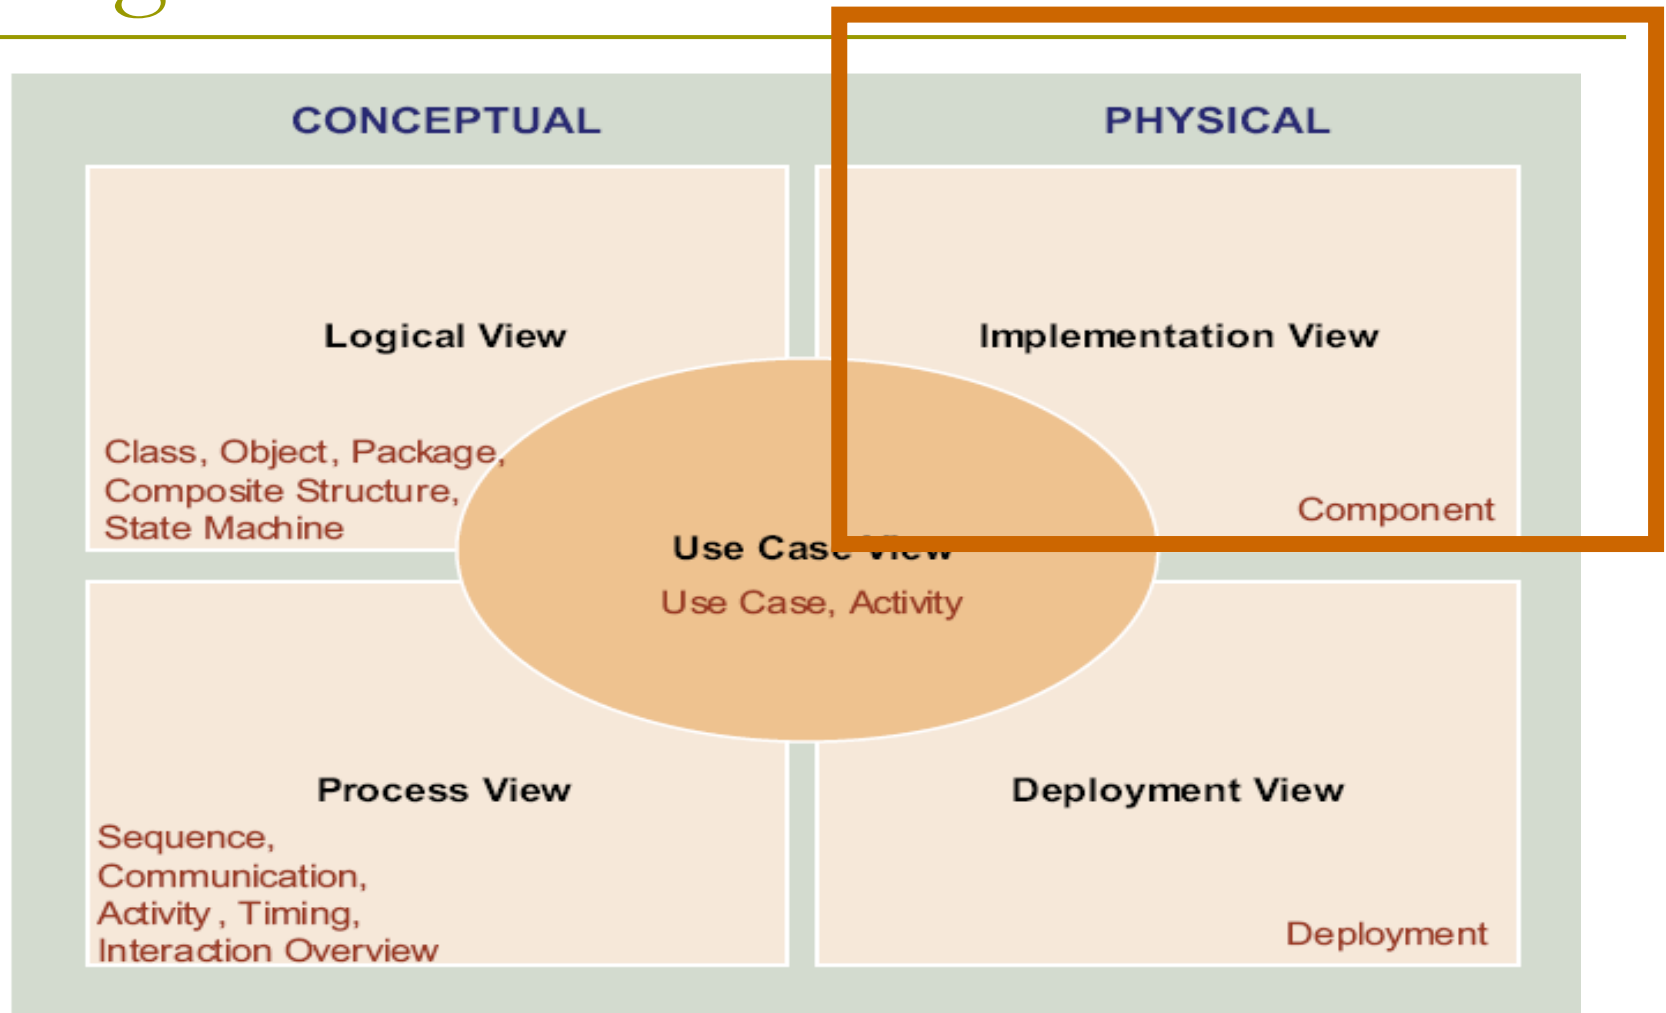 CONCEPTUAL
PHYSICAL
Logical View
Implementation View
Class, Object, Package,
Composite Structure,
State Machine
Component
Use Case View
Use Case, Activity
Process View
Deployment View
Sequence,
Communication,
Activity, Timing,
Interaction Overview
Deployment